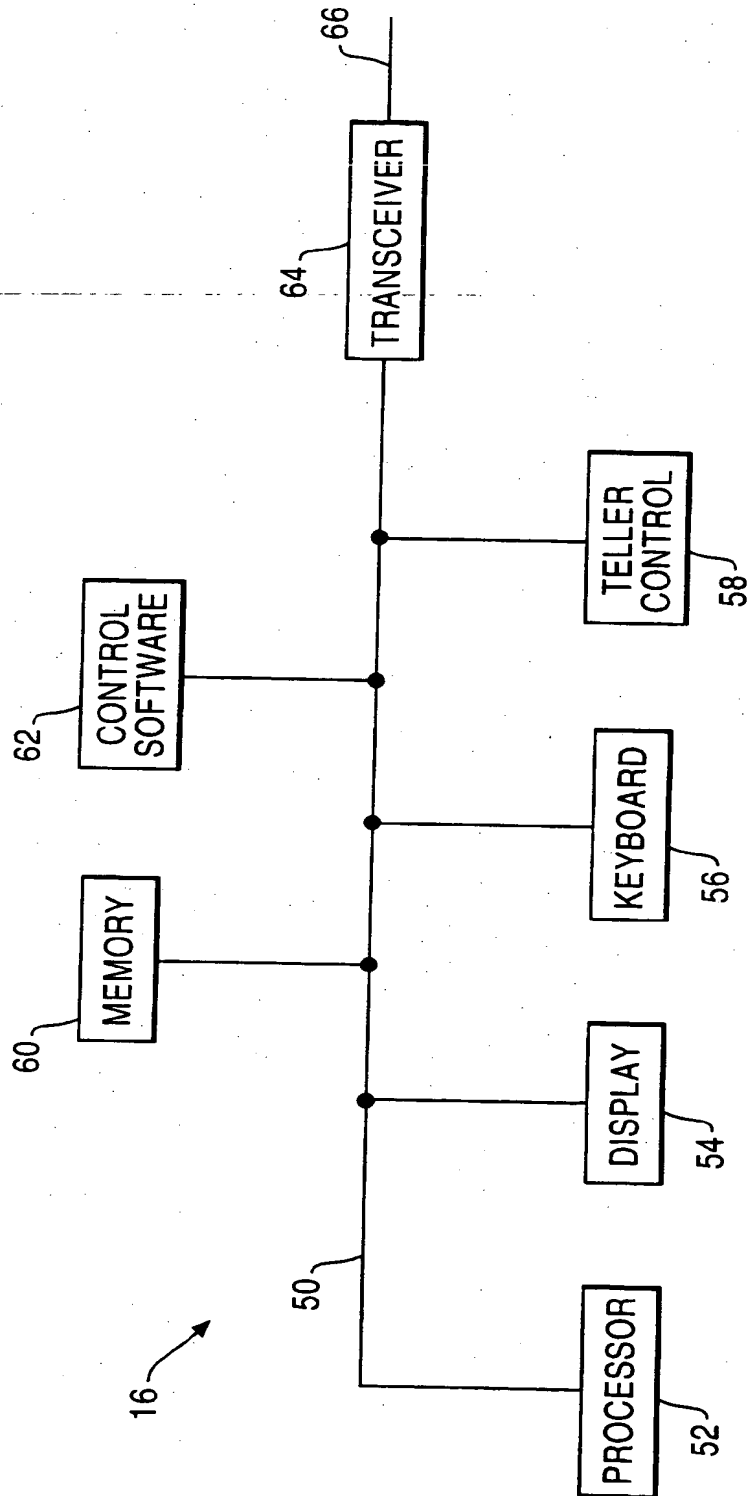 16
50
60
MEMORY
62
CONTROL
SOFTWARE
64
TRANSCEIVER
66
PROCESSOR
52
DISPLAY
54
KEYBOARD
56
TELLER
CONTROL
58